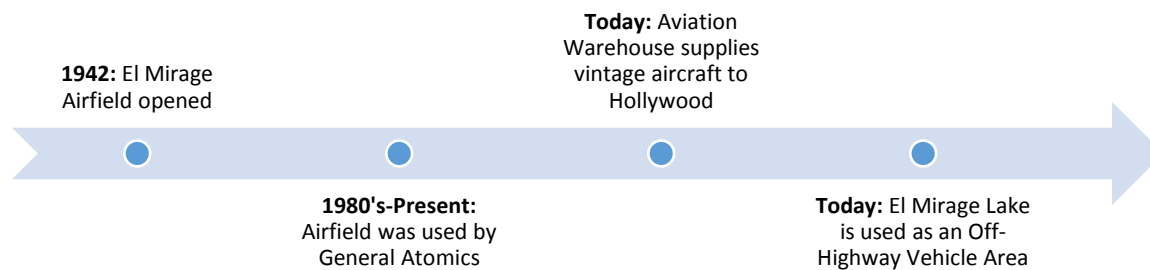 1942: El Mirage
Airfield opened
1980's-Present:
Airfield was used by
General Atomics
Today: Aviation
Warehouse supplies
vintage aircraft to
Hollywood
Today: El Mirage Lake
is used as an Off-
Highway Vehicle Area